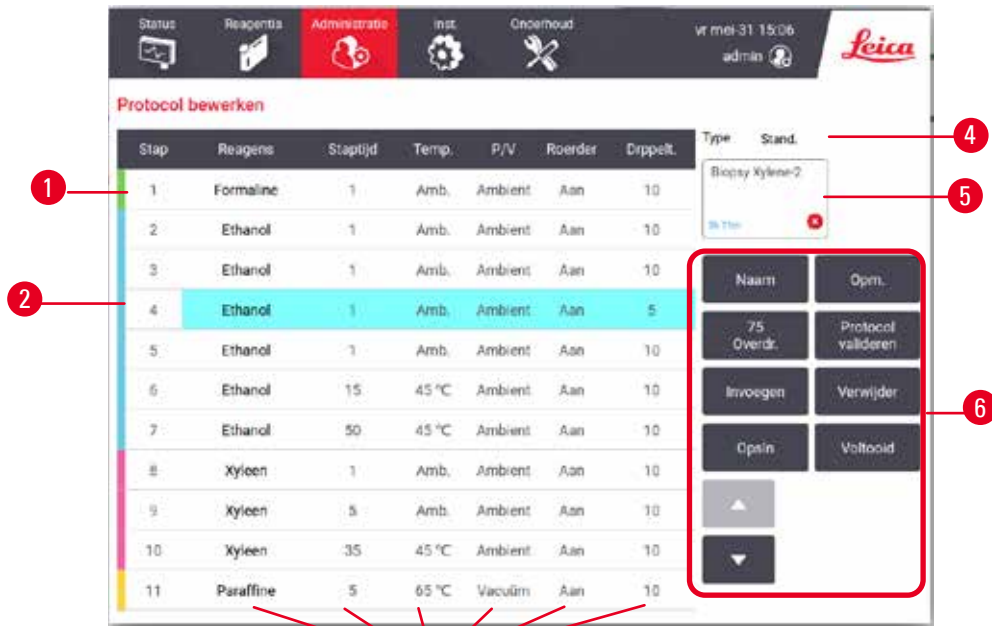 Status Reagentia Administratie Inst. Onderhoud vr mei-31 15:06
admin Leica
Protocol bewerken
Stap Reagens Staptijd Temp. P/V Roerder Drppelt.
Type Stand.
Biopsy Xylene-2
1 Formaline 1 Amb. Ambient Aan 10
2 Ethanol 1 Amb. Ambient Aan 10
3 Ethanol 1 Amb. Ambient Aan 10
4 Ethanol 1 Amb. Ambient Aan 5
5 Ethanol 1 Amb. Ambient Aan 10
6 Ethanol 15 45 °C Ambient Aan 10
7 Ethanol 50 45 °C Ambient Aan 10
8 Xyleen 1 Amb. Ambient Aan 10
9 Xyleen 5 Amb. Ambient Aan 10
10 Xyleen 35 45 °C Ambient Aan 10
11 Paraffine 5 65 °C Vacuüm Aan 10
Naam Opm.
75 Overdr.
Protocol valideren
Invoegen Verwijder
Opsln Voltooid
1
2
4
5
6